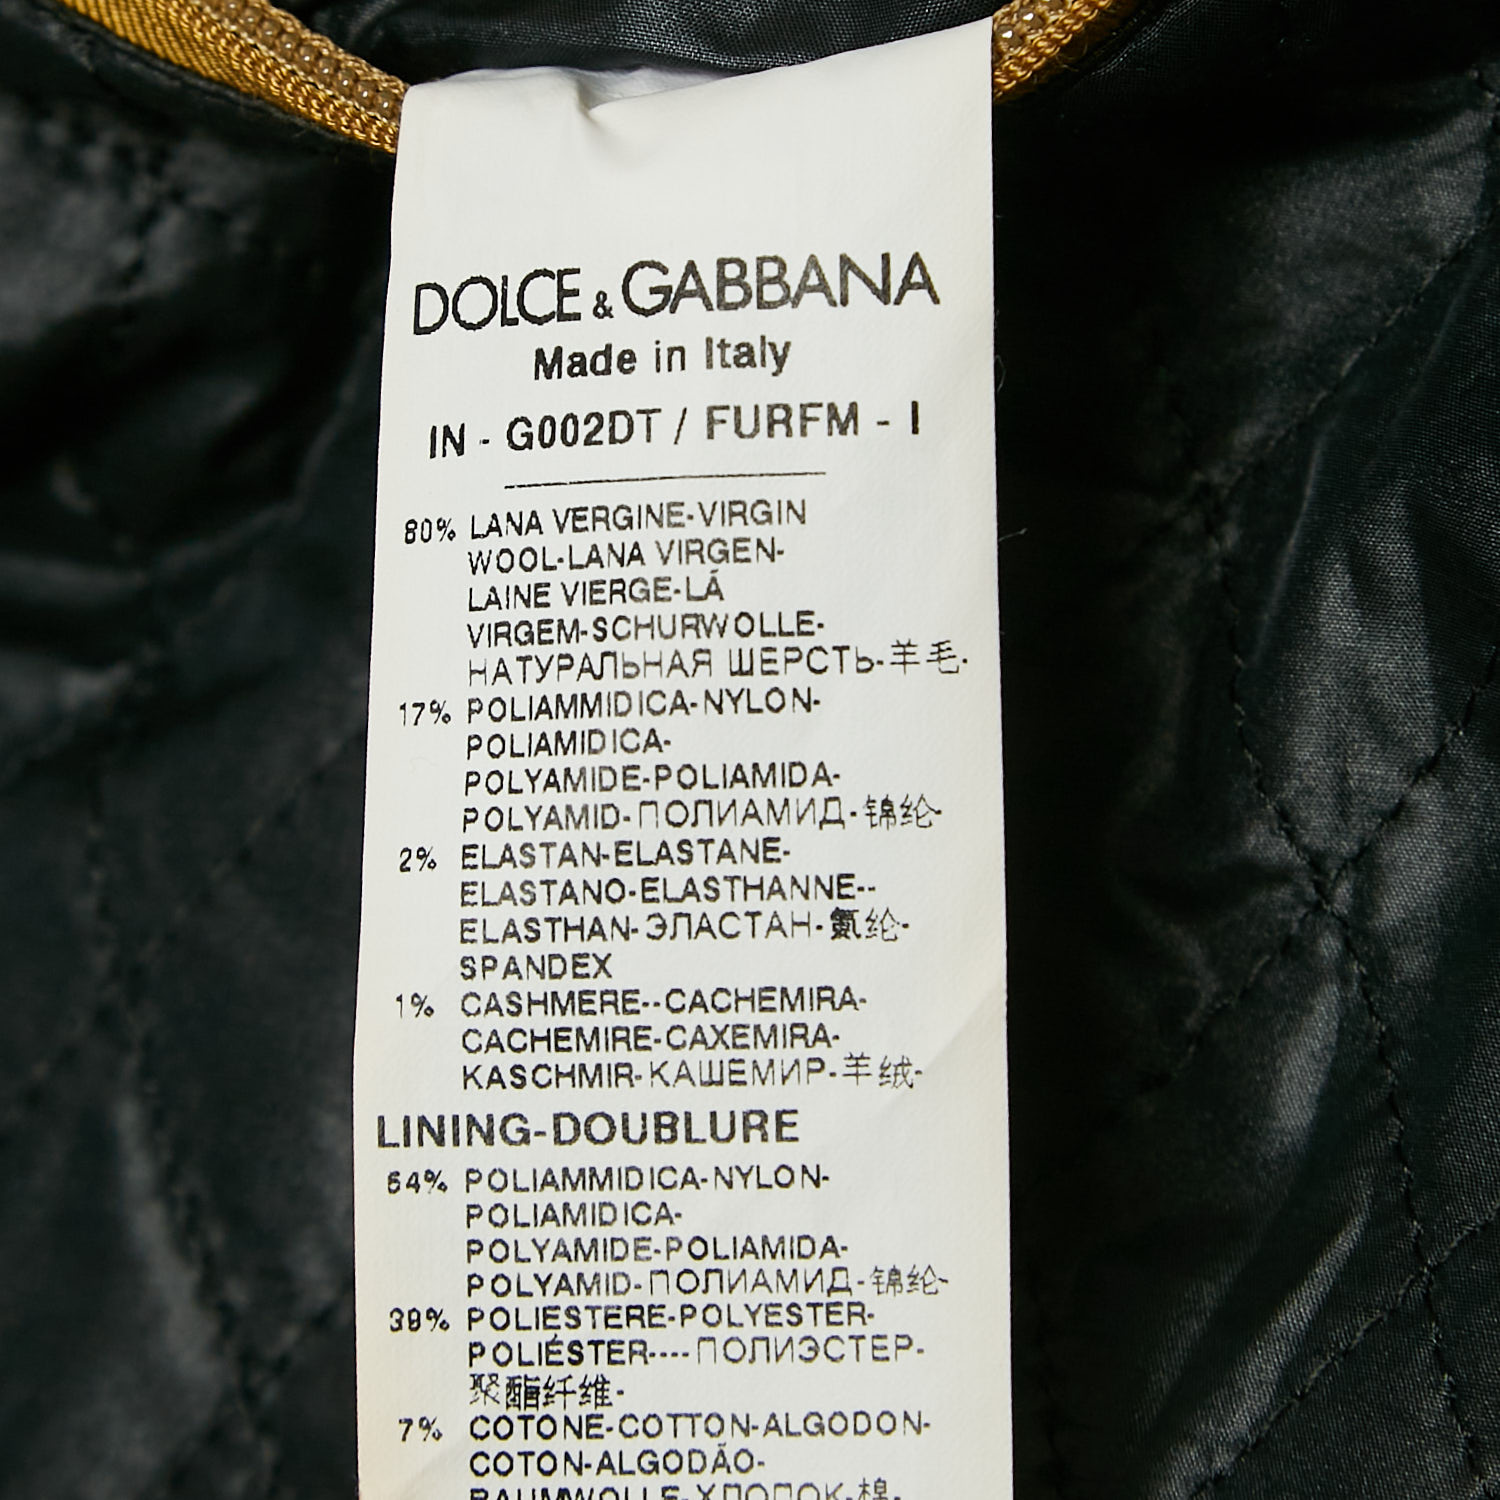 DOLCE & GABBANA
Made in Italy
IN - G002DT / FURFM - I
80% LANA VERGINE-VIRGIN
WOOL-LANA VIRGEN-
LAINE VIERGE-LÃ
VIRGEM-SCHURWOLLE-
НАТУРАЛЬНАЯ ШЕРСТЬ-羊毛-
17% POLIAMMIDICA-NYLON-
POLIAMIDICA-
POLYAMIDE-POLIAMIDA-
POLYAMID-ПОЛИАМИД-锦纶-
2% ELASTAN-ELASTANE-
ELASTANO-ELASTHANNE--
ELASTHAN-ЭЛАСТАН-氨纶-
SPANDEX
1% CASHMERE--CACHEMIRA-
CACHEMIRE-CAXEMIRA-
KASCHMIR-КАШЕМИР-羊绒-
LINING-DOUBLURE
54% POLIAMMIDICA-NYLON-
POLIAMIDICA-
POLYAMIDE-POLIAMIDA-
POLYAMID-ПОЛИАМИД-锦纶-
39% POLIESTERE-POLYESTER-
POLIÉSTER----ПОЛИЭСТЕР-
聚酯纤维-
7% COTONE-COTTON-ALGODON-
COTON-ALGODÃO-
BAUMWOLLE-ХЛОПОК-棉-